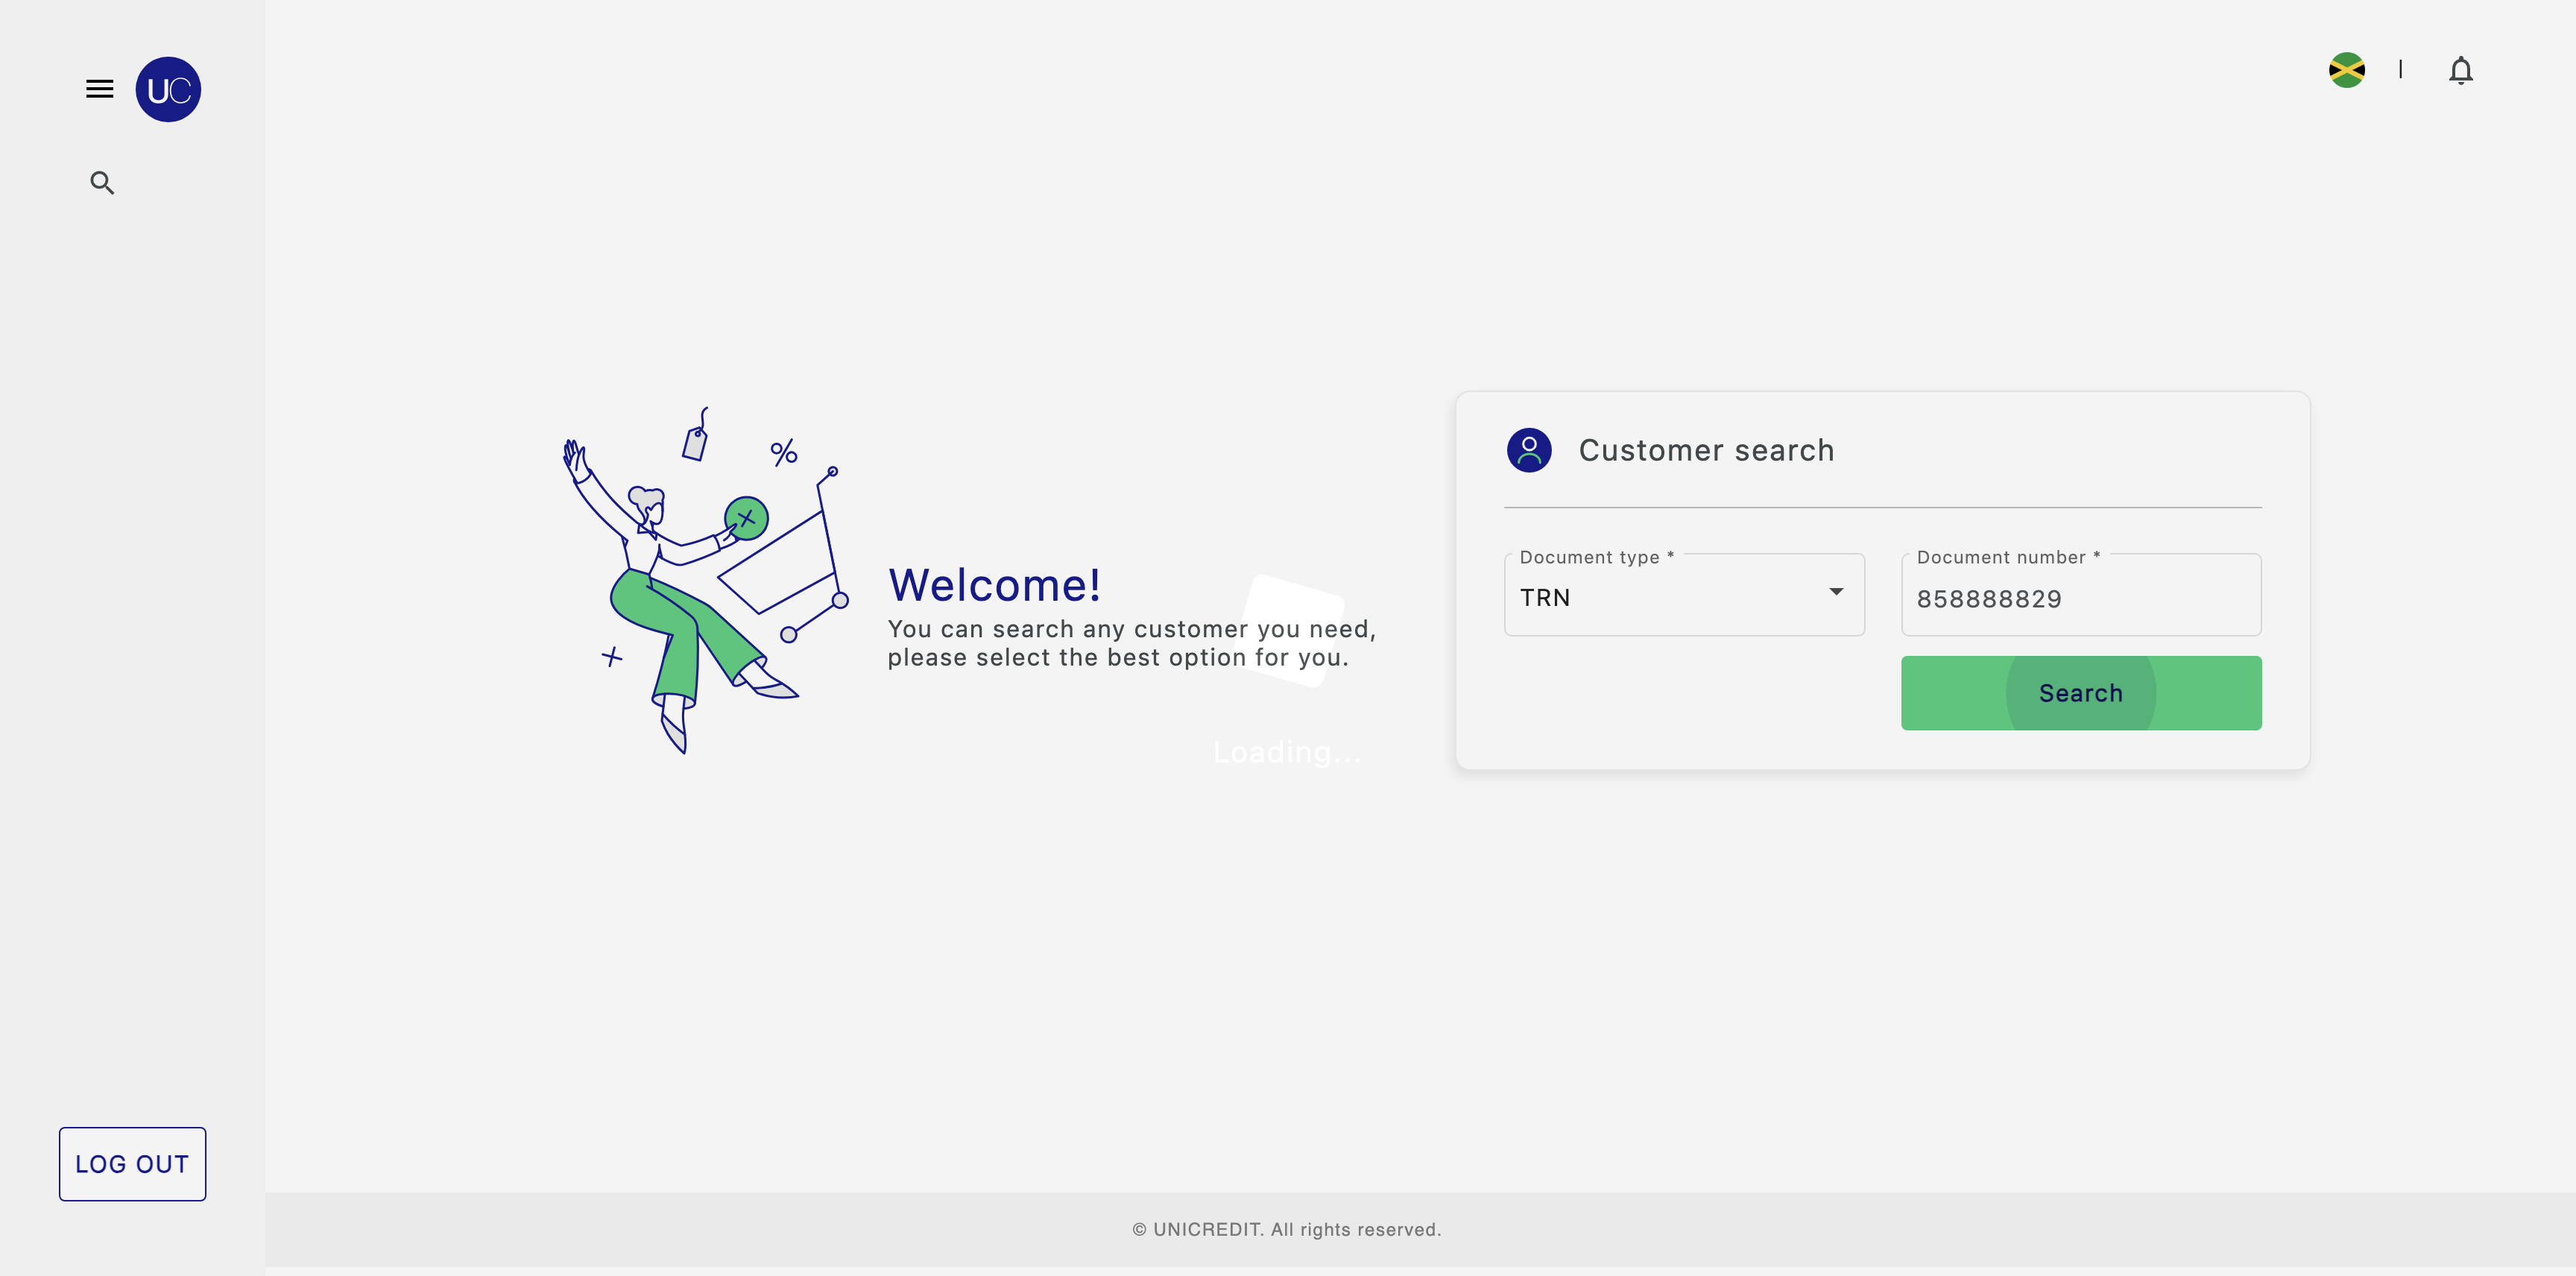 UC
Customer search
Document type *
TRN
Document number *
858888829
Welcome!
You can search any customer you need,
please select the best option for you.
Search
Loading...
LOG OUT
© UNICREDIT. All rights reserved.